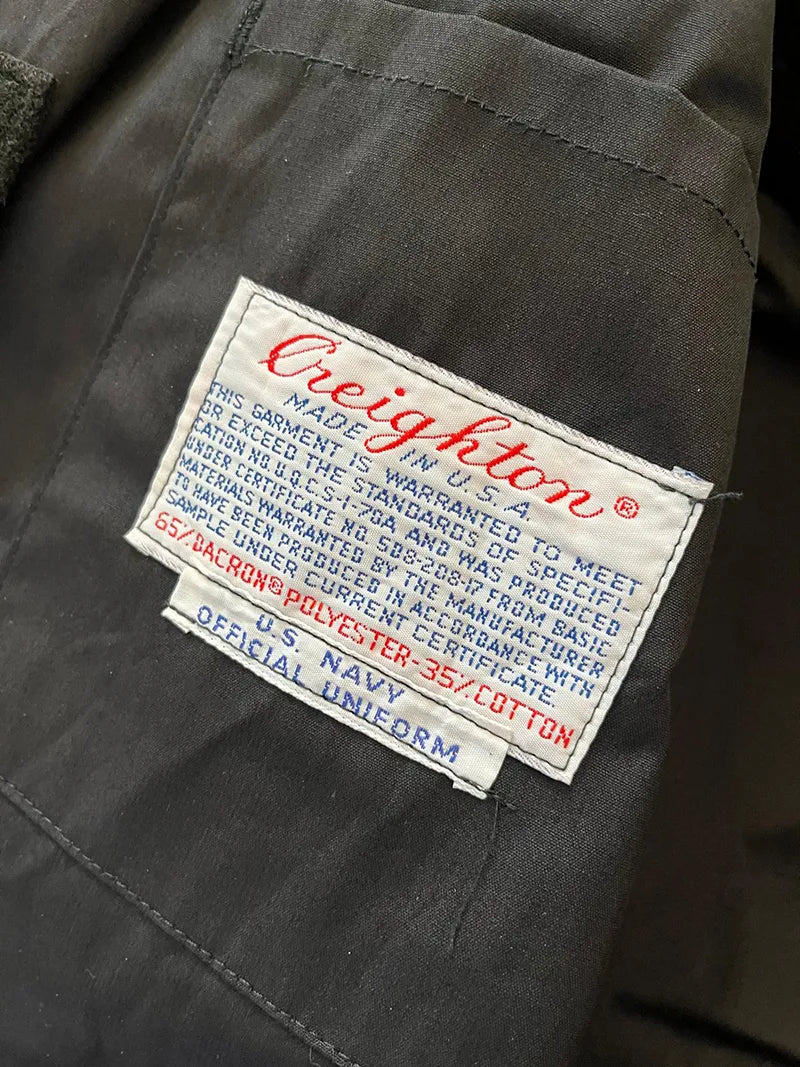 Creighton®
MADE IN U.S.A.
THIS GARMENT IS WARRANTED TO MEET
OR EXCEED THE STANDARDS OF SPECIFI-
CATION NO. U.Q.C.S-1-75A AND WAS PRODUCED
UNDER CERTIFICATE NO. 508-208-P FROM BASIC
MATERIALS WARRANTED BY THE MANUFACTURER
TO HAVE BEEN PRODUCED IN ACCORDANCE WITH
SAMPLE UNDER CURRENT CERTIFICATE.
65% DACRON® POLYESTER-35% COTTON
U.S. NAVY
OFFICIAL UNIFORM